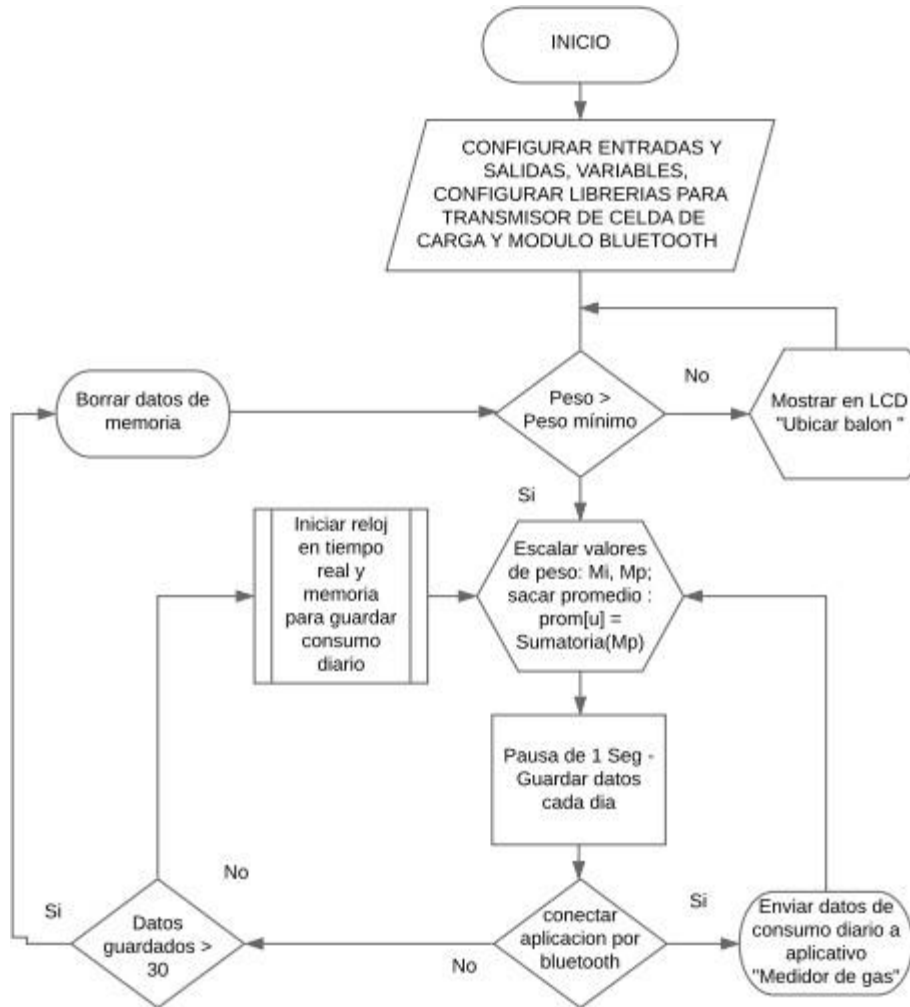 INICIO
CONFIGURAR ENTRADAS Y
SALIDAS, VARIABLES,
CONFIGURAR LIBRERIAS PARA
TRANSMISOR DE CELDA DE
CARGA Y MODULO BLUETOOTH
Borrar datos de
memoria
Peso >
Peso mínimo
No
Mostrar en LCD
"Ubicar balon "
Si
Iniciar reloj
en tiempo
real y
memoria
para guardar
consumo
diario
Escalar valores
de peso: Mi, Mp;
sacar promedio :
prom[u] =
Sumatoria(Mp)
Pausa de 1 Seg -
Guardar datos
cada dia
Si
Datos
guardados >
30
No
No
conectar
aplicacion por
bluetooth
Si
Enviar datos de
consumo diario a
aplicativo
"Medidor de gas"